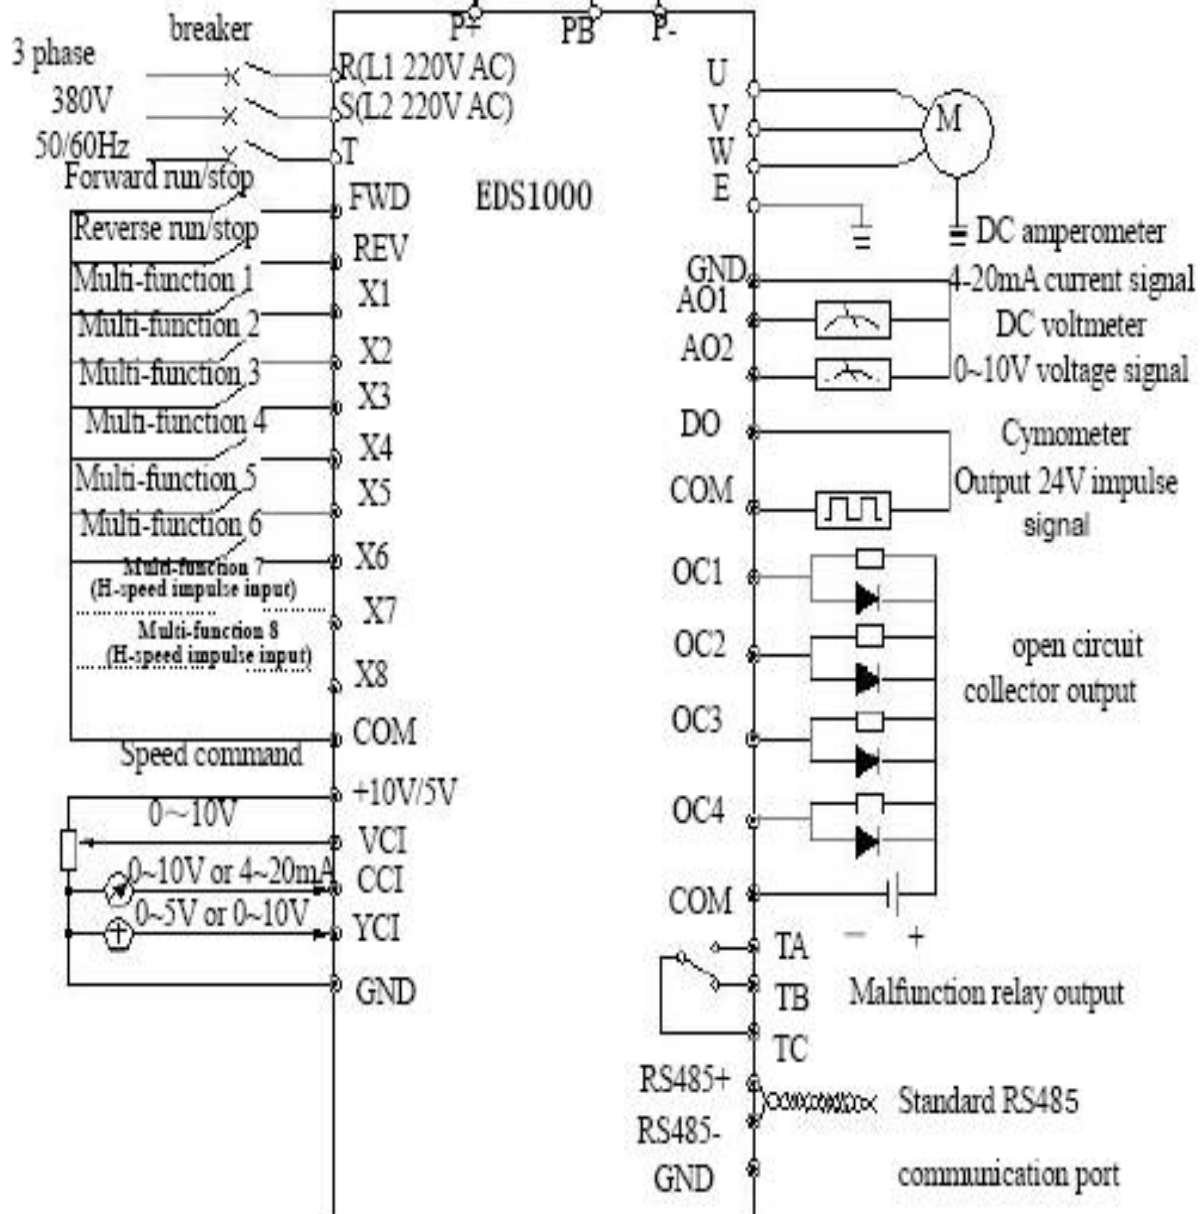 P+ PB P-
breaker
3 phase
R(L1 220V AC)
380V
S(L2 220V AC)
50/60Hz
T
Forward run/stop
FWD
EDS1000
Reverse run/stop
REV
Multi-function 1
X1
Multi-function 2
X2
Multi-function 3
X3
Multi-function 4
X4
Multi-function 5
X5
Multi-function 6
X6
Multi-function 7
(H-speed impulse input)
X7
Multi-function 8
(H-speed impulse input)
X8
COM
Speed command
+10V/5V
0～10V
VCI
0~10V or 4~20mA
CCI
0~5V or 0~10V
YCI
GND
U
V
M
W
E
DC amperometer
GND
4-20mA current signal
AO1
DC voltmeter
AO2
0~10V voltage signal
DO
Cymometer
COM
Output 24V impulse
signal
OC1
OC2
open circuit
collector output
OC3
OC4
COM
— +
TA
TB
Malfunction relay output
TC
RS485+
Standard RS485
RS485-
GND
communication port